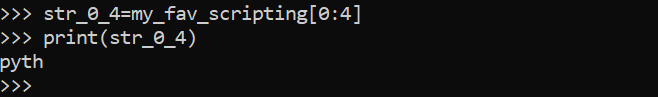 >>> str_0_4=my_fav_scripting[0:4]
>>> print(str_0_4)
pyth
>>>